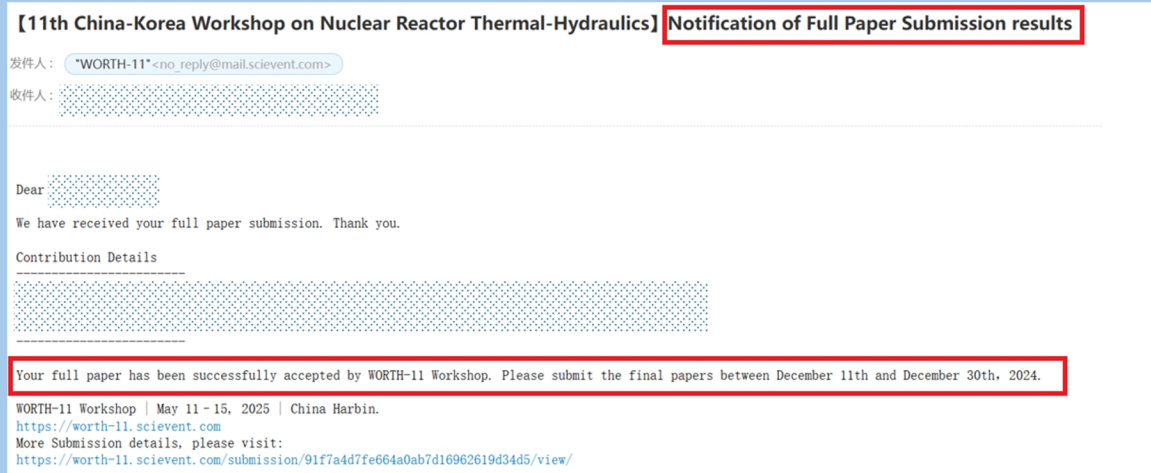 【11th China-Korea Workshop on Nuclear Reactor Thermal-Hydraulics】Notification of Full Paper Submission results
发件人： "WORTH-11"<no_reply@mail.scievent.com>
收件人：
Dear
We have received your full paper submission. Thank you.
Contribution Details
------------------------
------------------------
Your full paper has been successfully accepted by WORTH-11 Workshop. Please submit the final papers between December 11th and December 30th, 2024.
WORTH-11 Workshop | May 11-15, 2025 | China Harbin.
https://worth-11.scievent.com
More Submission details, please visit:
https://worth-11.scievent.com/submission/91f7a4d7fe664a0ab7d16962619d34d5/view/